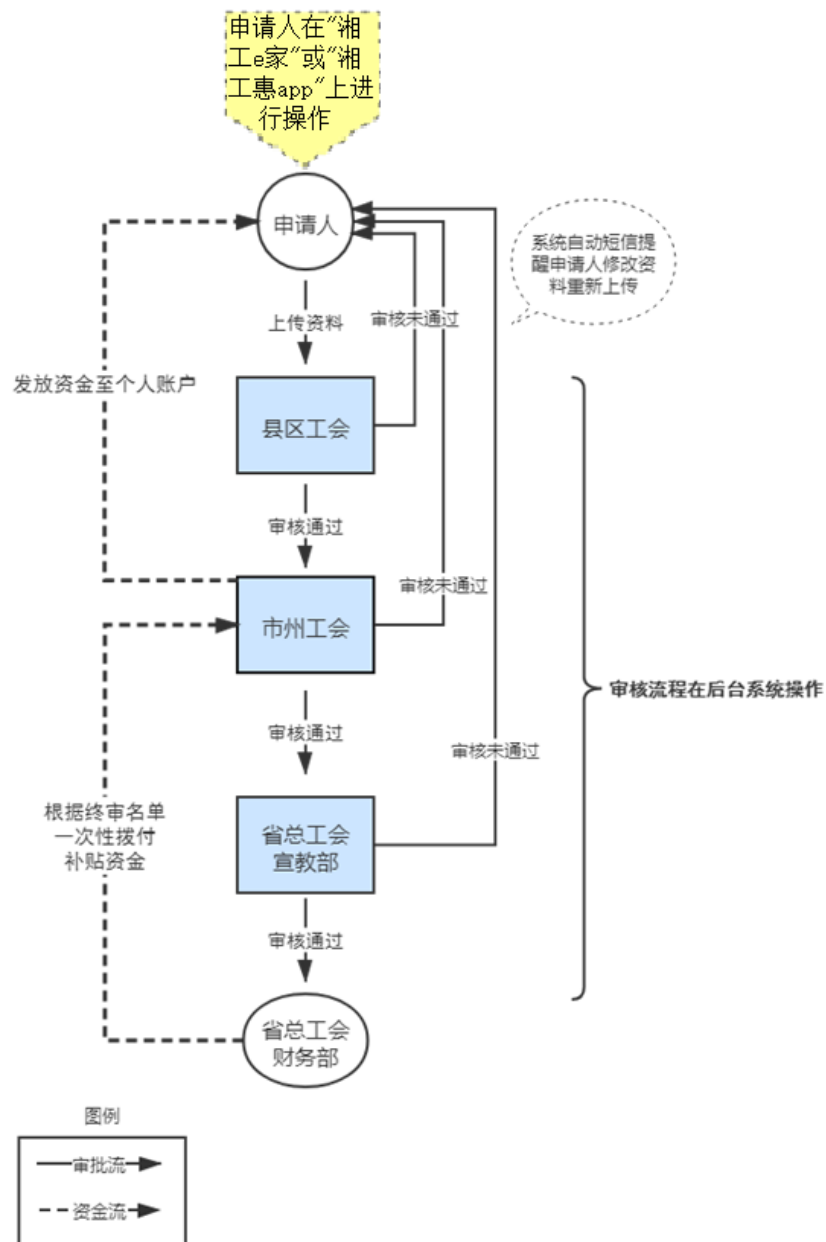 申请人在"湘
工e家"或"湘
工惠app"上进
行操作
申请人
系统自动短信提
醒申请人修改资
料重新上传
上传资料
审核未通过
发放资金至个人账户
县区工会
审核通过
审核未通过
市州工会
审核流程在后台系统操作
审核通过
审核未通过
根据终审名单
一次性拨付
补贴资金
省总工会
宣教部
审核通过
省总工会
财务部
图例
审批流
资金流